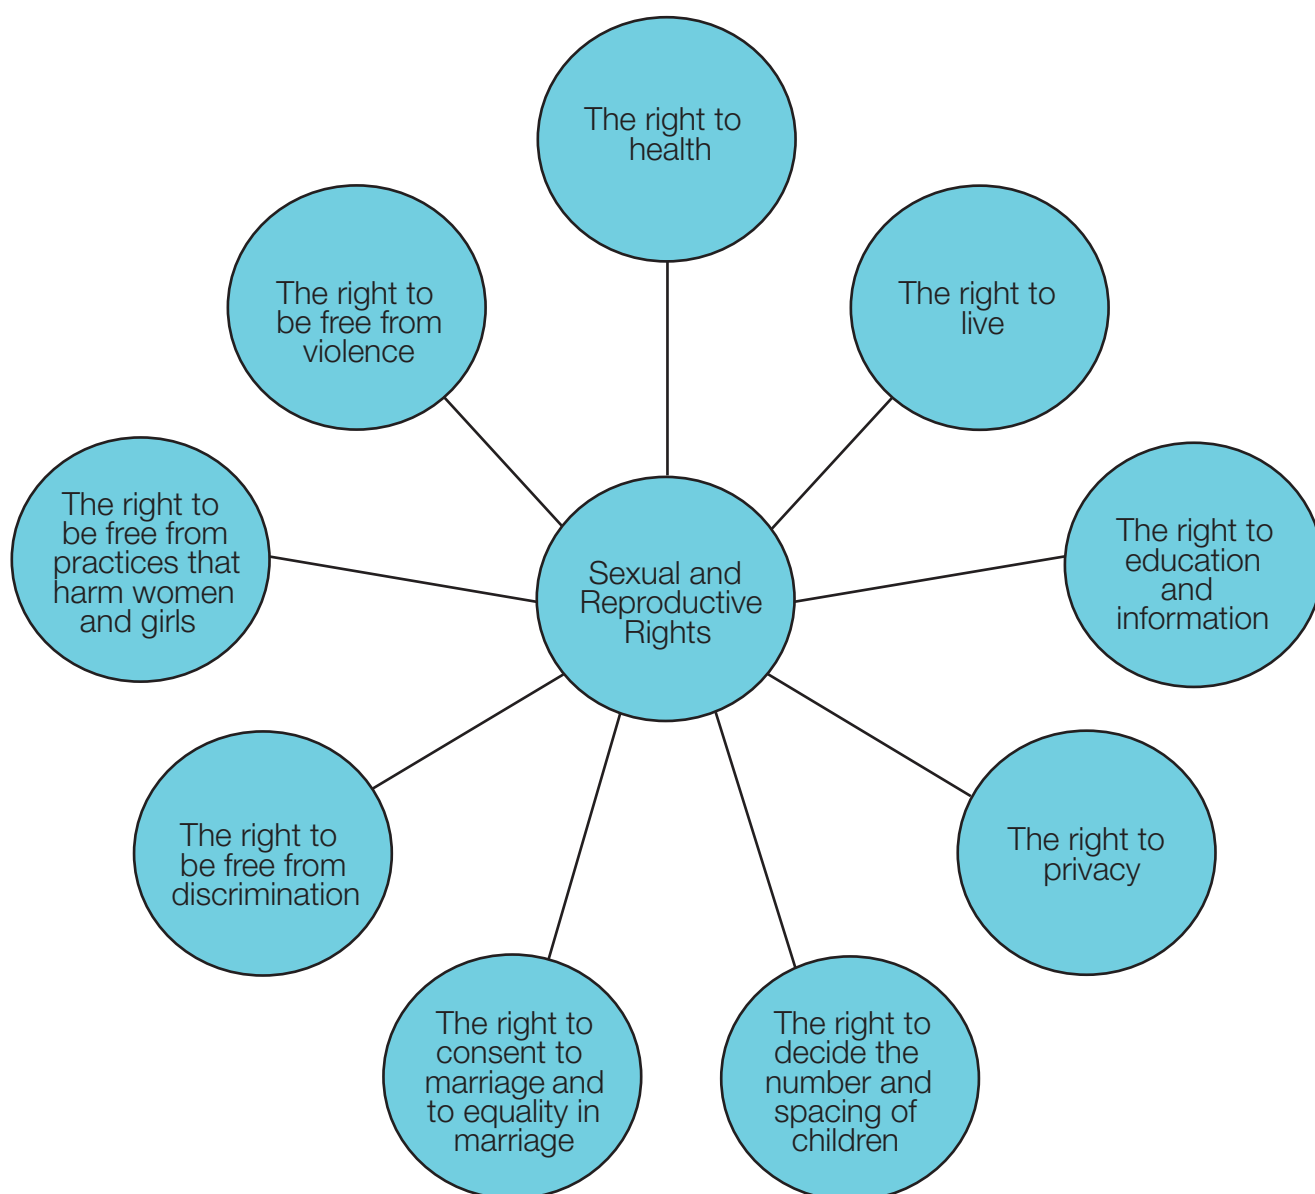 The right to
health
The right to
be free from
violence
The right to
live
The right to
be free from
practices that
harm women
and girls
The right to
education
and
information
Sexual and
Reproductive
Rights
The right to
be free from
discrimination
The right to
privacy
The right to
consent to
marriage and
to equality in
marriage
The right to
decide the
number and
spacing of
children